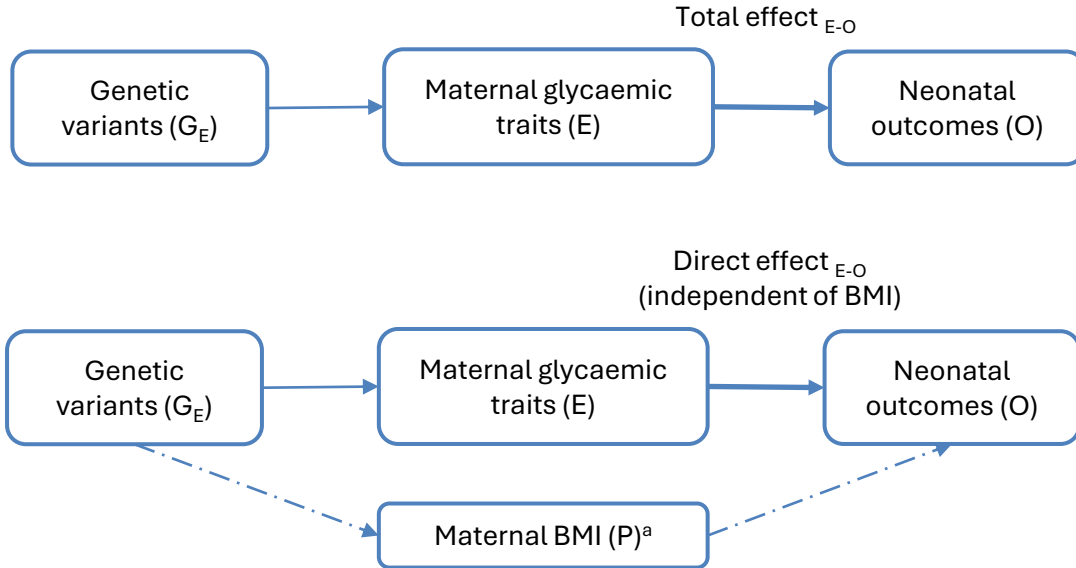 Total effect E-O
Genetic
variants (GE)
Maternal glycaemic
traits (E)
Neonatal
outcomes (O)
Direct effect E-O
(independent of BMI)
Genetic
variants (GE)
Maternal glycaemic
traits (E)
Neonatal
outcomes (O)
Maternal BMI (P)a